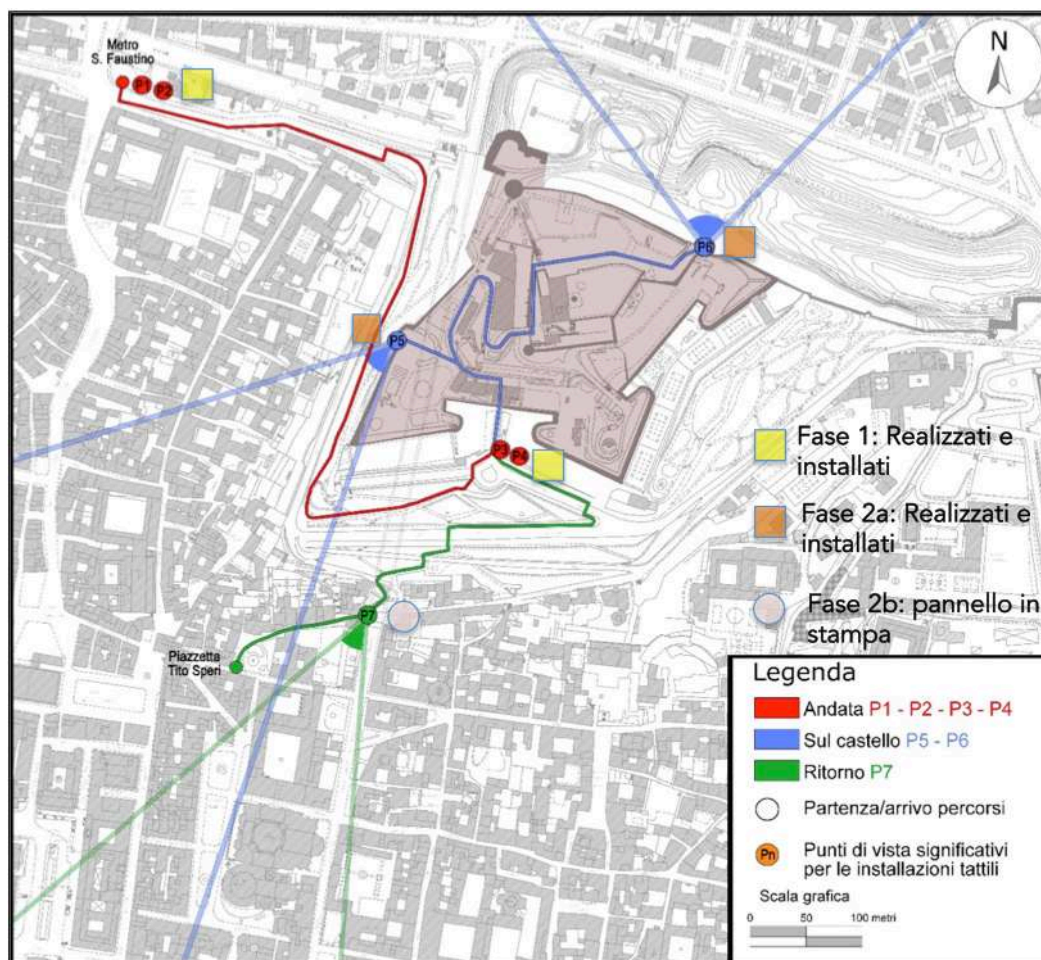 Metro
S. Faustino
P1
P2
N
P6
P5
P3
P4
P7
Piazzetta
Tito Speri
Fase 1: Realizzati e
installati
Fase 2a: Realizzati e
installati
Fase 2b: pannello in
stampa
Legenda
Andata P1 - P2 - P3 - P4
Sul castello P5 - P6
Ritorno P7
Partenza/arrivo percorsi
Pn
Punti di vista significativi
per le installazioni tattili
Scala grafica
0 50 100 metri